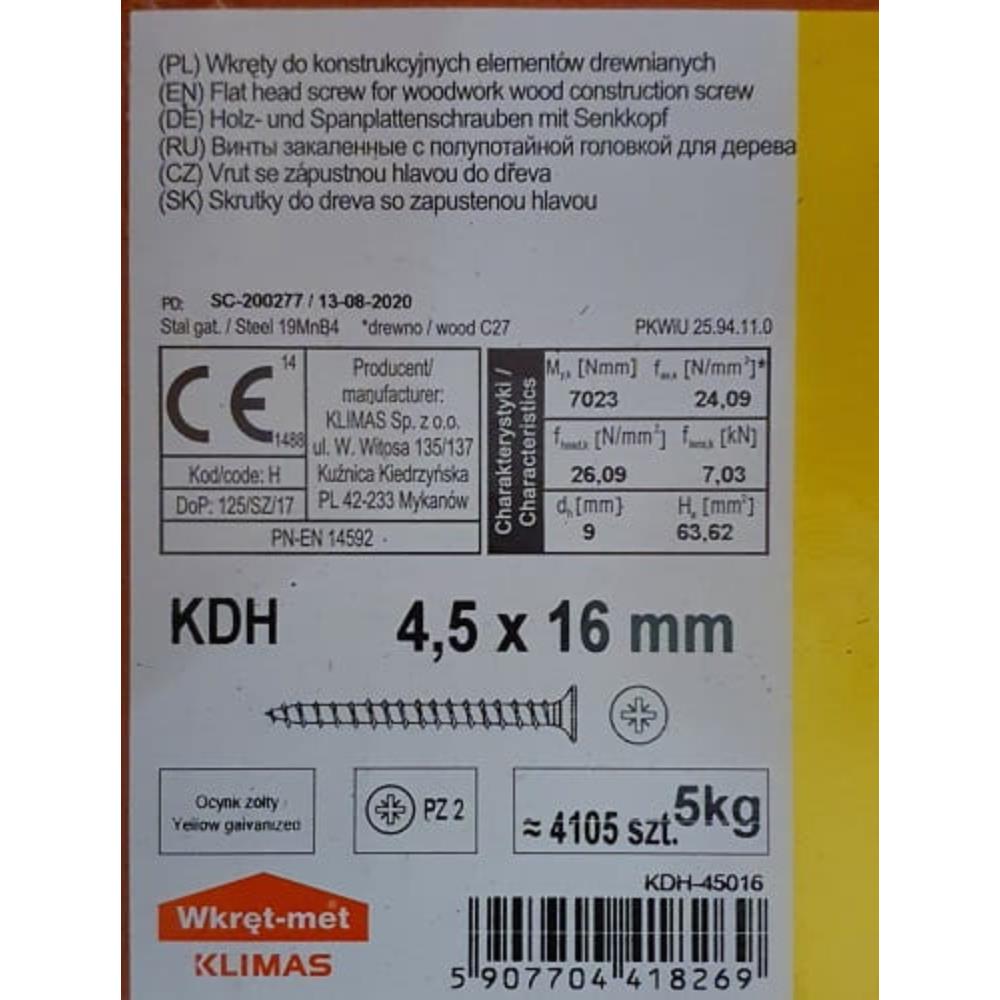 (PL) Wkręty do konstrukcyjnych elementów drewnianych
(EN) Flat head screw for woodwork wood construction screw
(DE) Holz- und Spanplattenschrauben mit Senkkopf
(RU) Винты закаленные с полупотайной головкой для дерева
(CZ) Vrut se zápustnou hlavou do dřeva
(SK) Skrutky do dreva so zapustenou hlavou
PD: SC-200277 / 13-08-2020
Stal gat. / Steel 19MnB4 *drewno / wood C27 PKWiU 25.94.11.0
CE 14
1488
Kod/code: H
DoP: 125/SZ/17
Producent/
manufacturer:
KLIMAS Sp. z o.o.
ul. W. Witosa 135/137
Kuźnica Kiedrzyńska
PL 42-233 Mykanów
PN-EN 14592
Charakterystyki /
Characteristics
My,k [Nmm] fax,k [N/mm²]*
7023 24,09
fhead,k [N/mm²] ftens,k [kN]
26,09 7,03
dh [mm] [mm²]
9 63,62
KDH 4,5 x 16 mm
Ocynk żółty
Yellow galvanized
PZ 2
≈ 4105 szt. 5kg
KDH-45016
Wkręt-met
KLIMAS
5 907704 418269